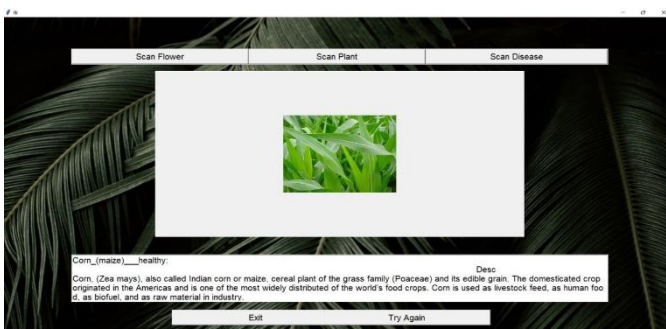 tk
Scan Flower Scan Plant Scan Disease
Corn_(maize)___healthy:
Desc
Corn, (Zea mays), also called Indian corn or maize, cereal plant of the grass family (Poaceae) and its edible grain. The domesticated crop
originated in the Americas and is one of the most widely distributed of the world's food crops. Corn is used as livestock feed, as human foo
d, as biofuel, and as raw material in industry.
Exit Try Again